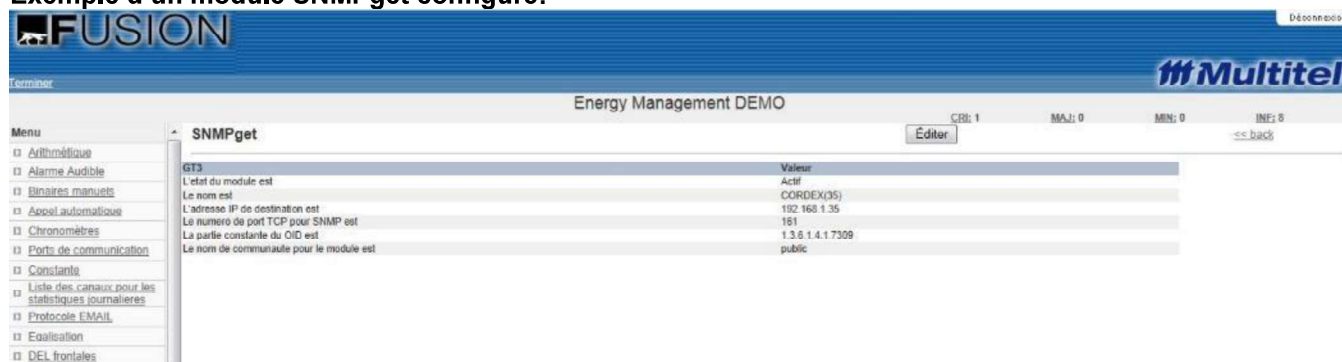 Exemple d'un module SNMPget configuré:
FUSION
Déconnexio
Multitel
Terminer
Energy Management DEMO
CRI: 1 MAJ: 0 MIN: 0 INF: 8
Menu
SNMPget
Éditer
<< back
Arithmétique
Alarme Audible
Binaires manuels
Appel automatique
Chronomètres
Ports de communication
Constante
Liste des canaux pour les
statistiques journalieres
Protocole EMAIL
Egalisation
DEL frontales
GT3 Valeur
L'etat du module est Actif
Le nom est CORDEX(35)
L'adresse IP de destination est 192.168.1.35
Le numero de port TCP pour SNMP est 161
La partie constante du OID est 1.3.6.1.4.1.7309
Le nom de communaute pour le module est public